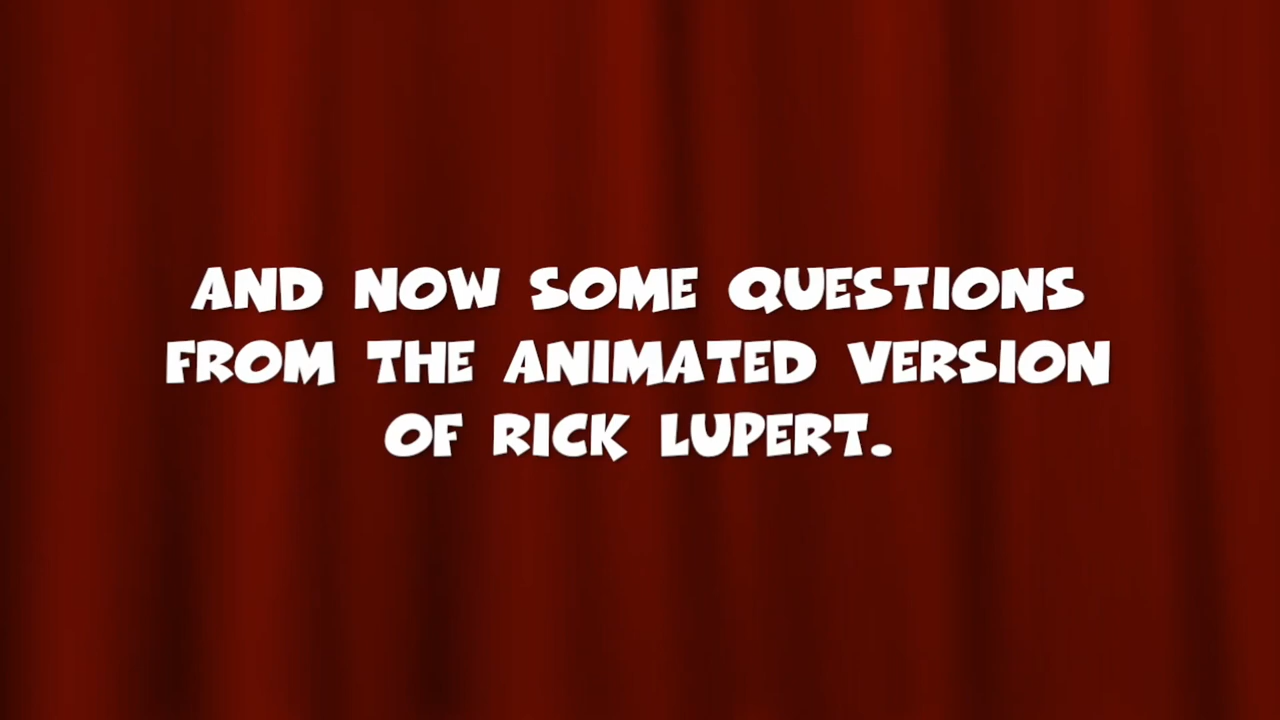 AND NOW SOME QUESTIONS
FROM THE ANIMATED VERSION
OF RICK LUPERT.